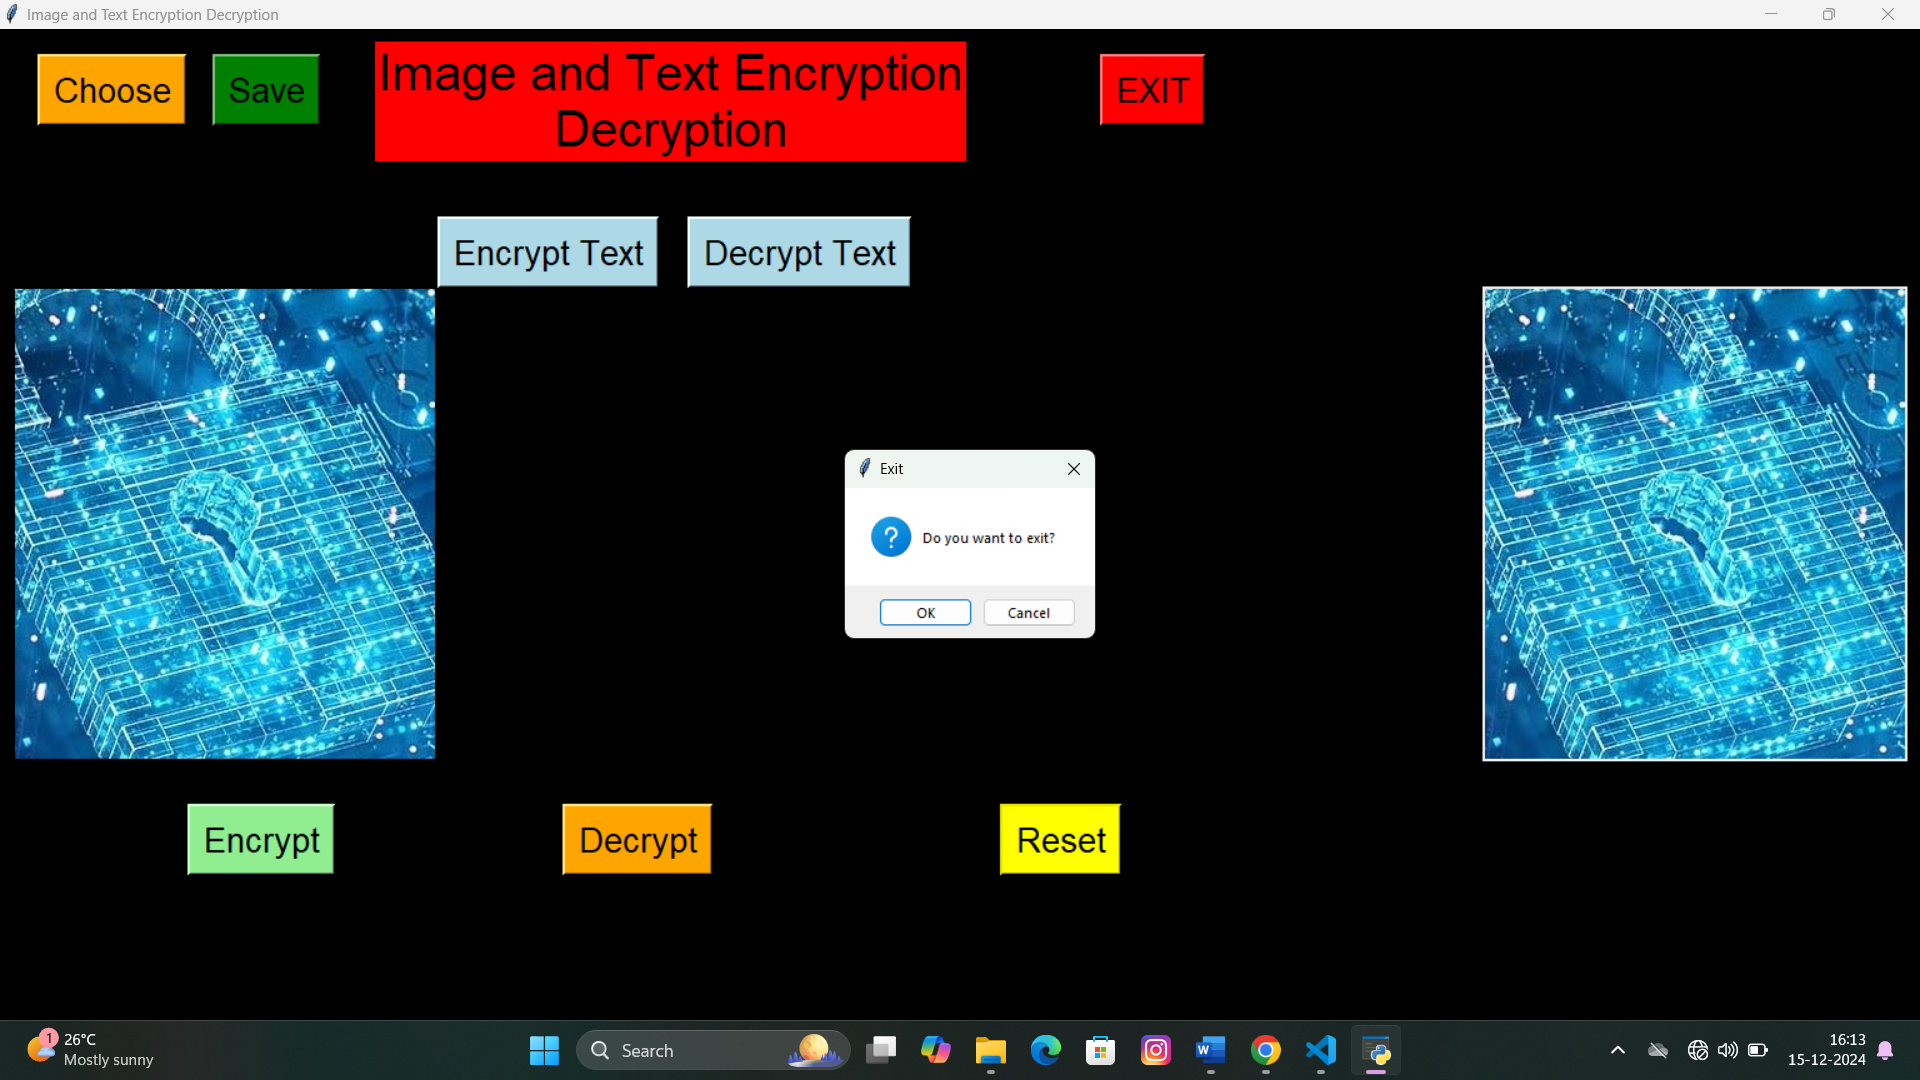 Image and Text Encryption Decryption
Choose
Save
Image and Text Encryption
Decryption
EXIT
Encrypt Text
Decrypt Text
Exit
?
Do you want to exit?
OK
Cancel
Encrypt
Decrypt
Reset
1
26°C
Mostly sunny
Search
W
16:13
15-12-2024